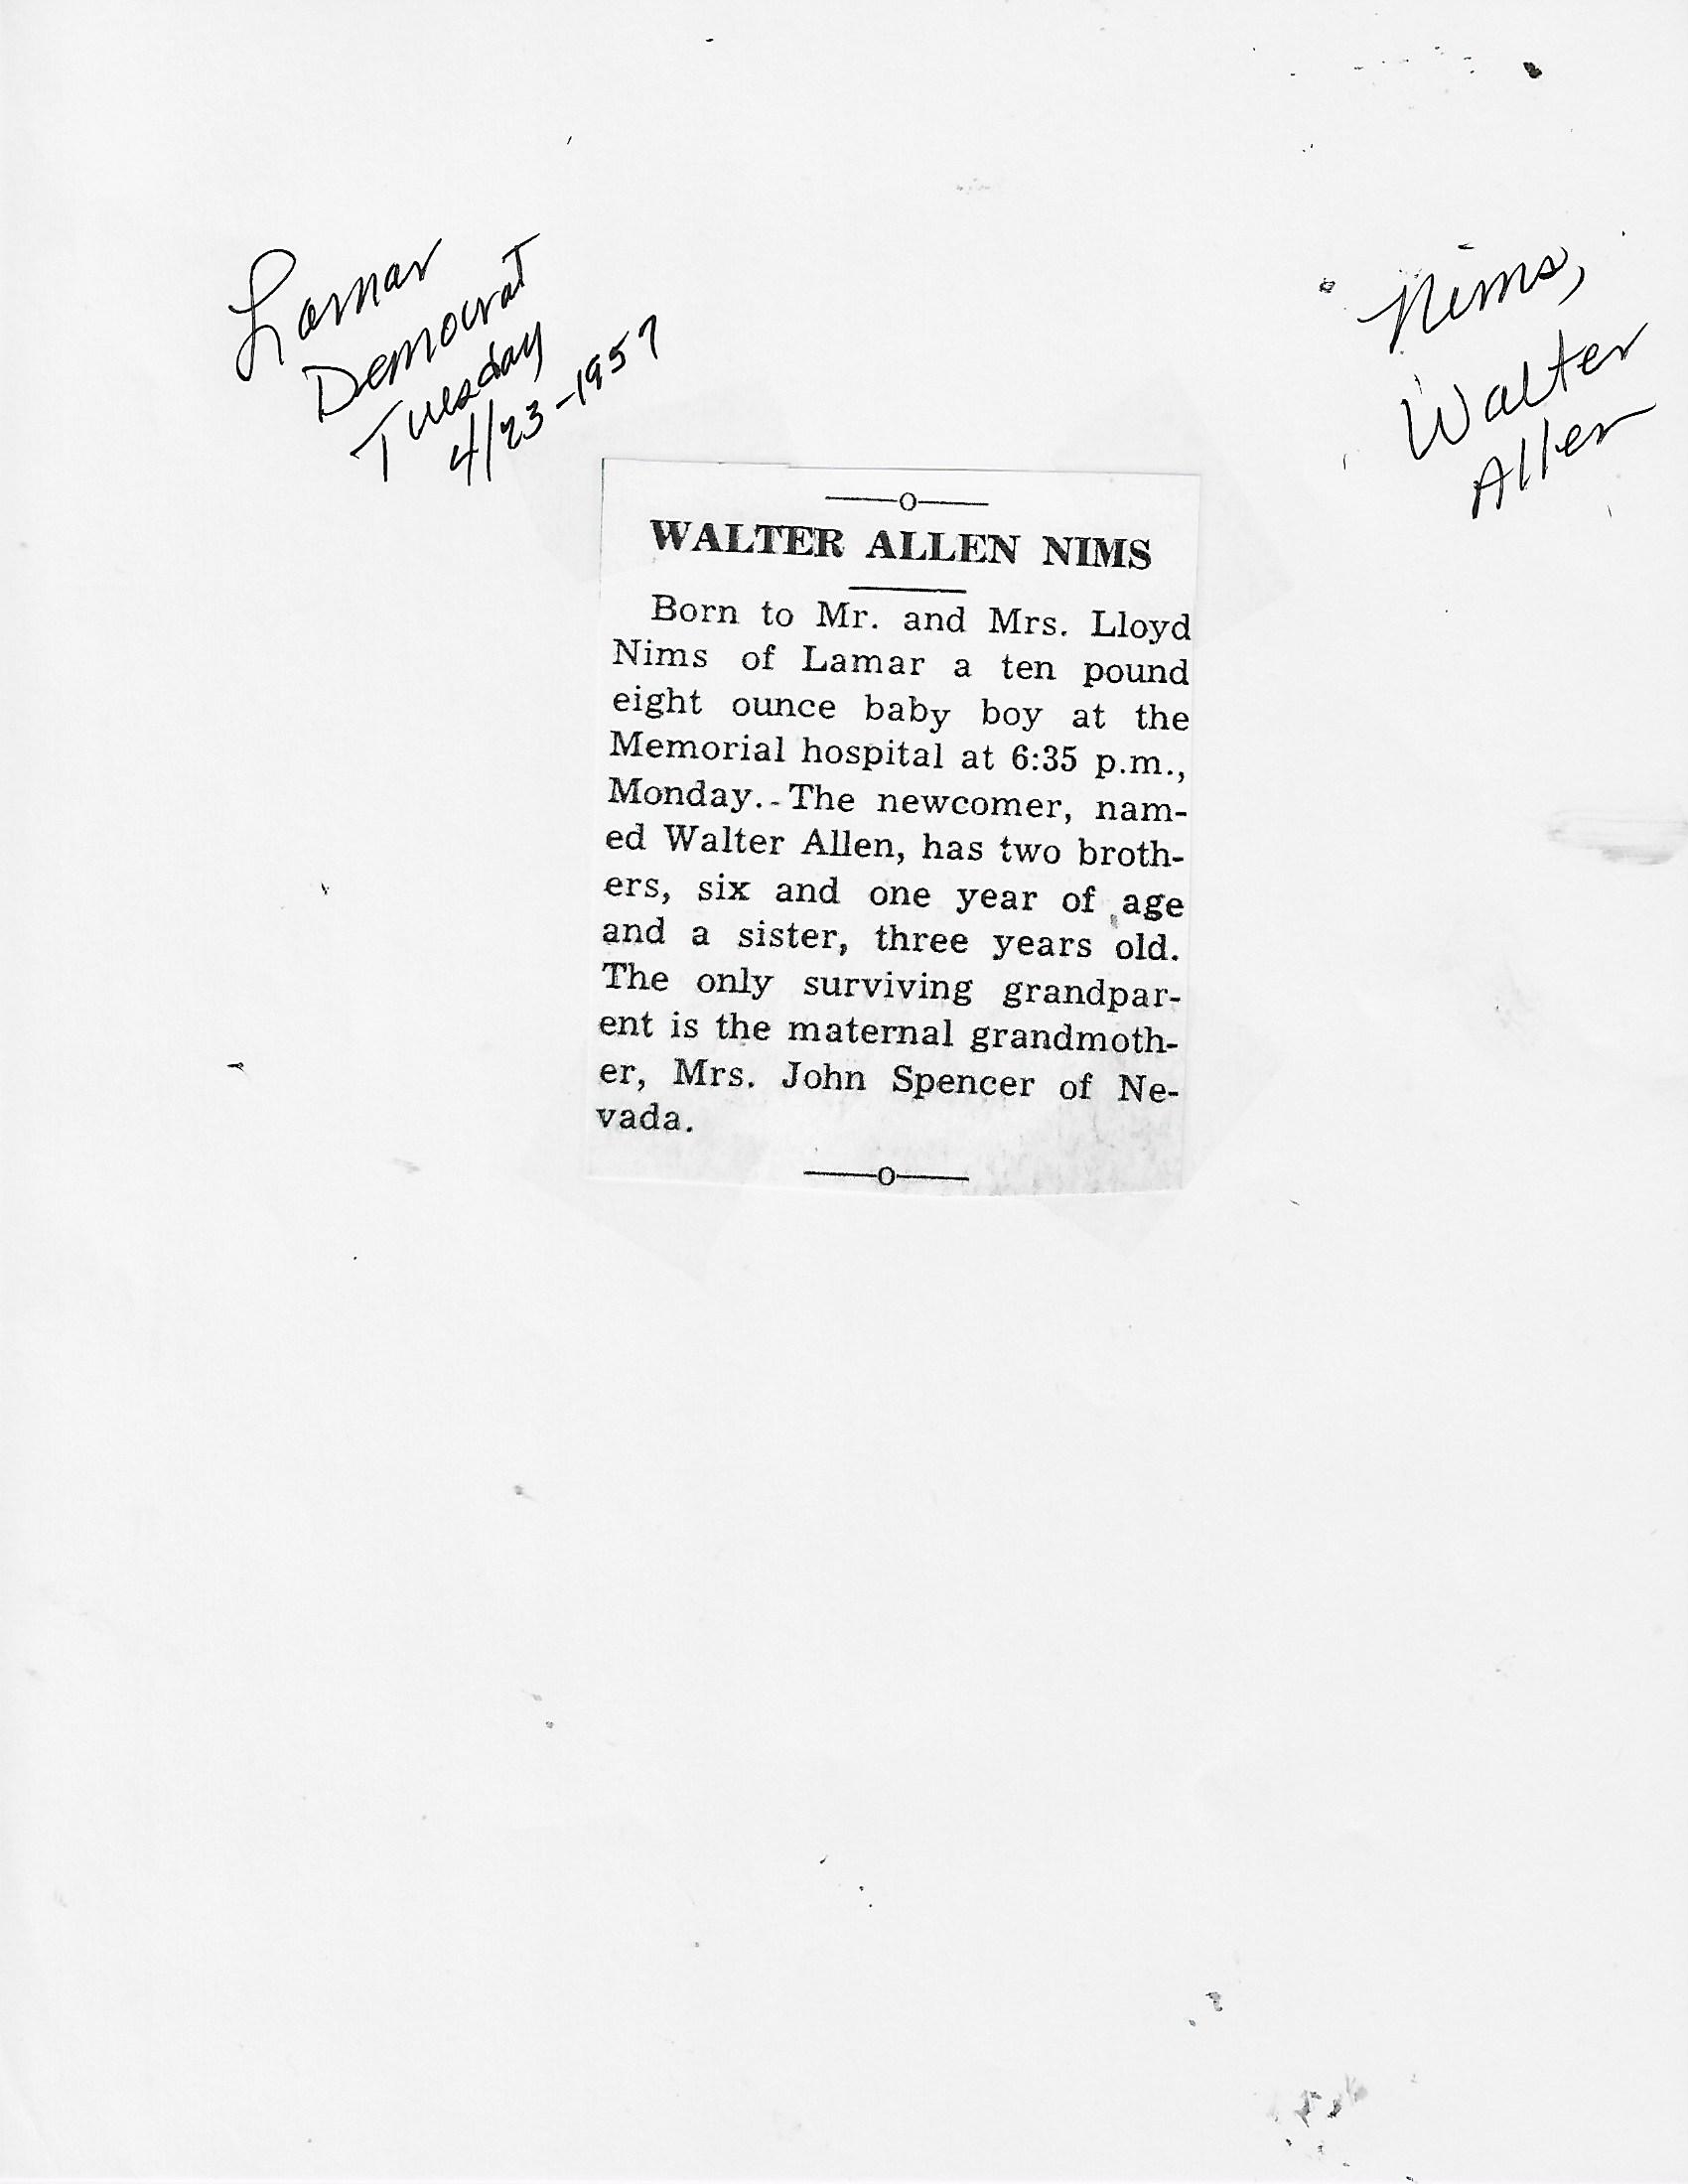 Lamar
Democrat
Tuesday
4/23-1957
Nims,
Walter
Allen
WALTER ALLEN NIMS
Born to Mr. and Mrs. Lloyd
Nims of Lamar a ten pound
eight ounce baby boy at the
Memorial hospital at 6:35 p.m.,
Monday. The newcomer, nam-
ed Walter Allen, has two broth-
ers, six and one year of age
and a sister, three years old.
The only surviving grandpar-
ent is the maternal grandmoth-
er, Mrs. John Spencer of Ne-
vada.